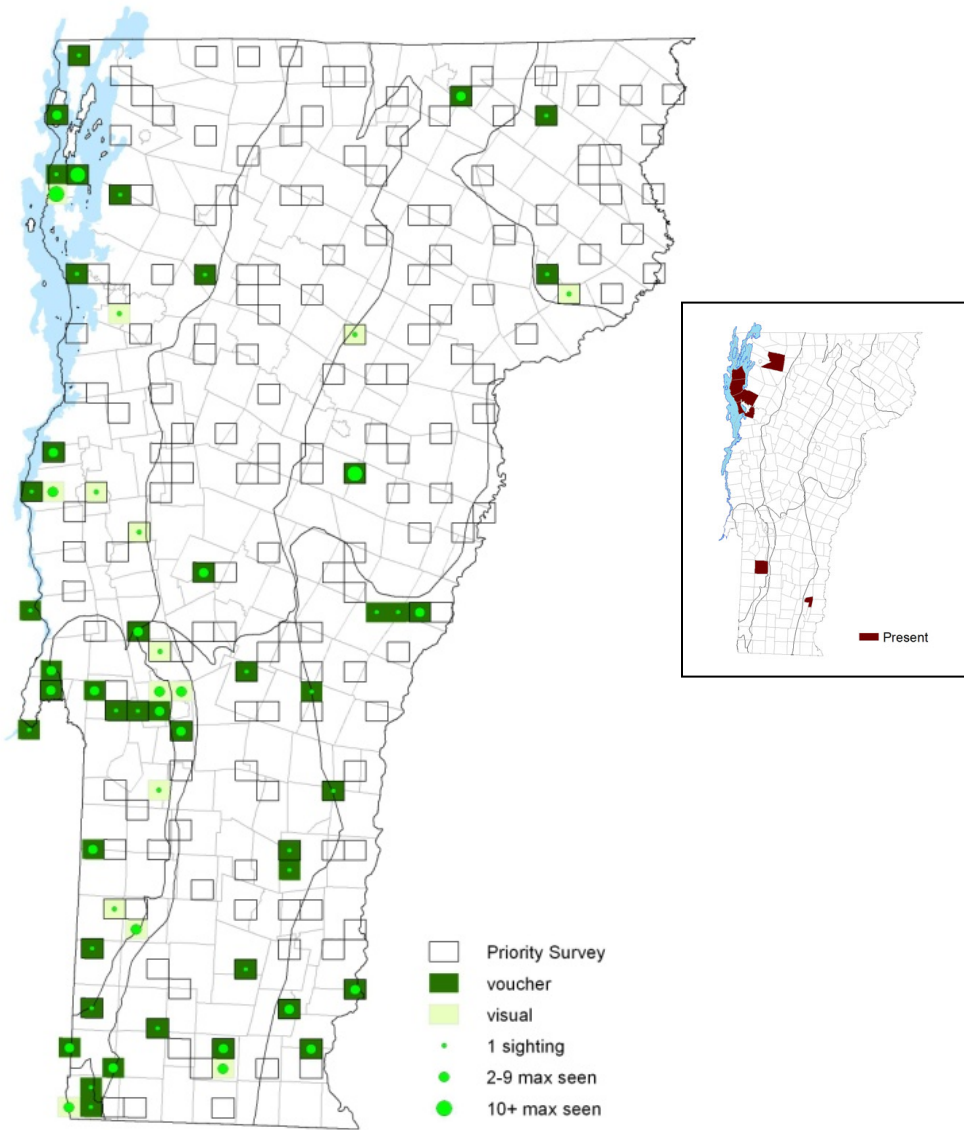 Present
Priority Survey
voucher
visual
1 sighting
2-9 max seen
10+ max seen